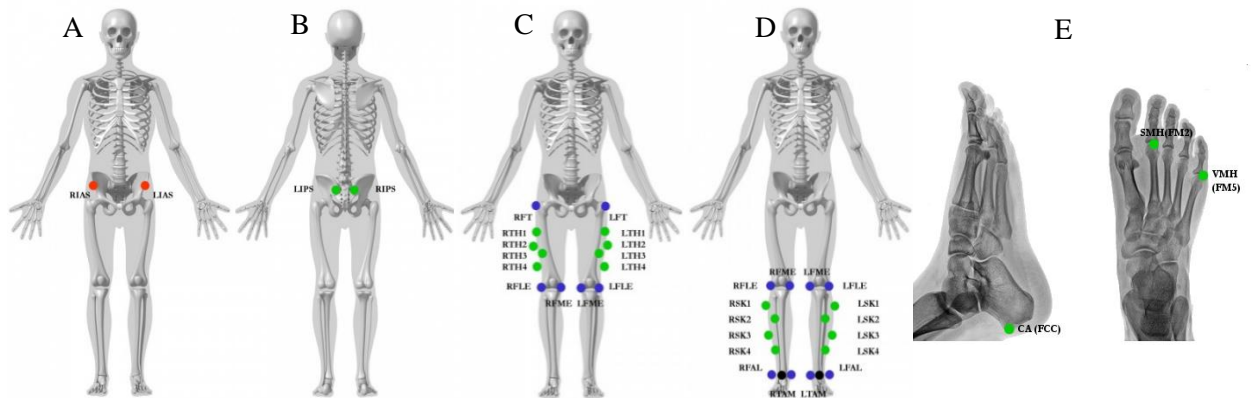 A
B
C
D
E
RIAS
LIAS
LIPS
RIPS
RFT
LFT
RTH1
LTH1
RTH2
LTH2
RTH3
LTH3
RTH4
LTH4
RFLE
LFLE
RFME
LFME
RFME
LFME
RFLE
LFLE
RSK1
LSK1
RSK2
LSK2
RSK3
LSK3
RSK4
LSK4
RFAL
LFAL
RTAM
LTAM
CA (FCC)
SMH(FM2)
VMH
(FM5)